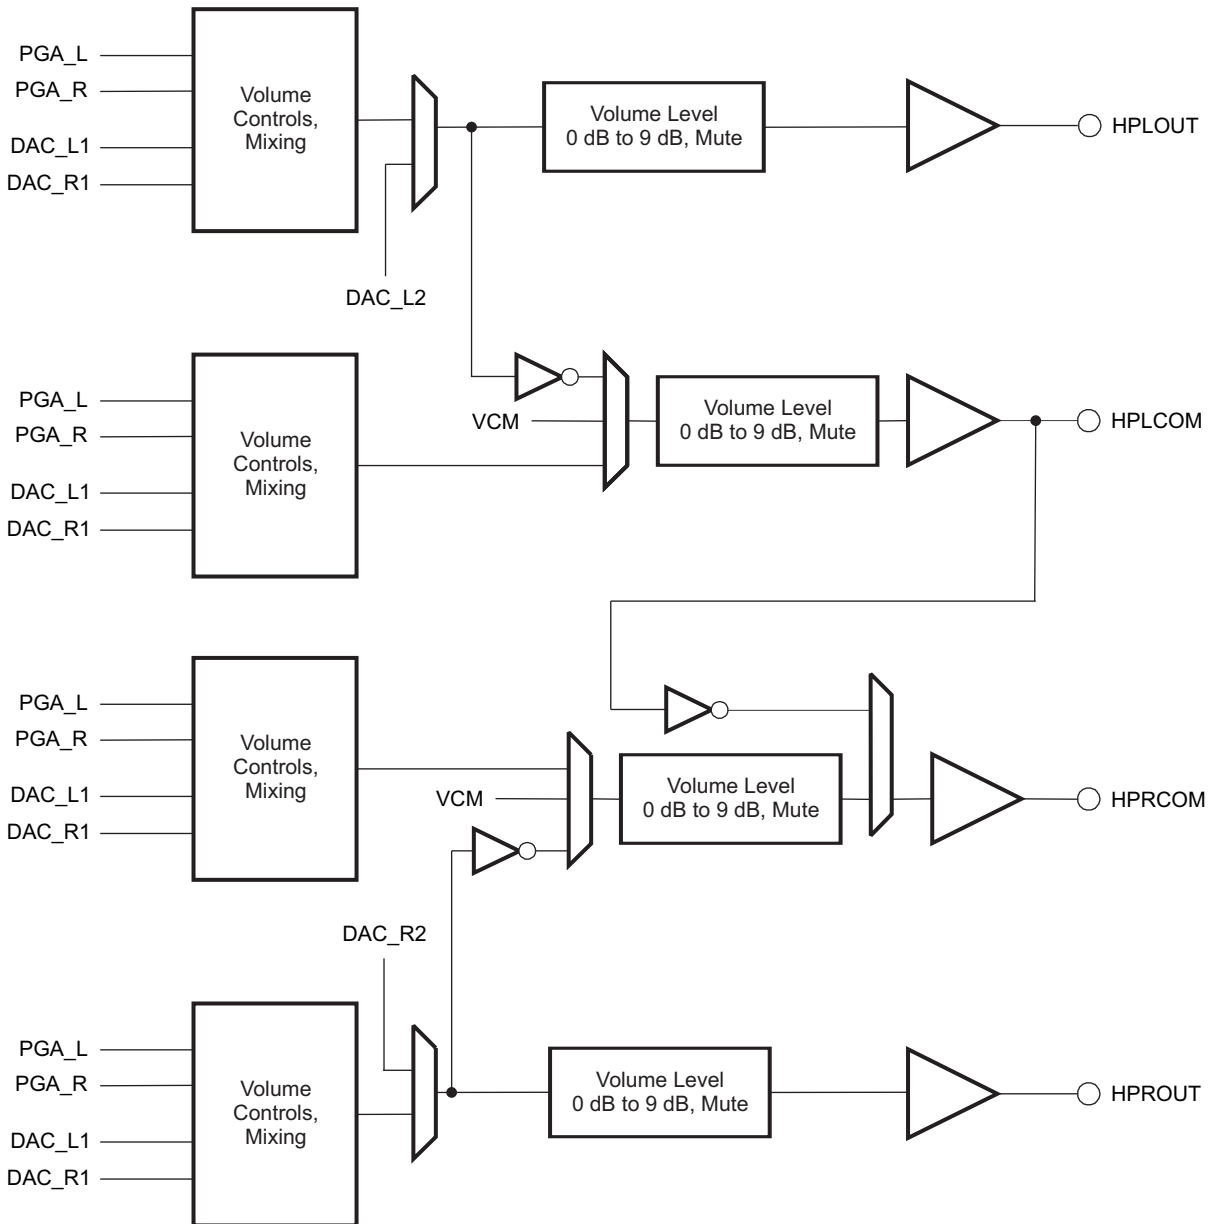 PGA_L
PGA_R
DAC_L1
DAC_R1
Volume
Controls,
Mixing
DAC_L2
Volume Level
0 dB to 9 dB, Mute
HPLOUT
PGA_L
PGA_R
DAC_L1
DAC_R1
Volume
Controls,
Mixing
VCM
Volume Level
0 dB to 9 dB, Mute
HPLCOM
PGA_L
PGA_R
DAC_L1
DAC_R1
Volume
Controls,
Mixing
VCM
Volume Level
0 dB to 9 dB, Mute
HPRCOM
DAC_R2
PGA_L
PGA_R
DAC_L1
DAC_R1
Volume
Controls,
Mixing
Volume Level
0 dB to 9 dB, Mute
HPROUT